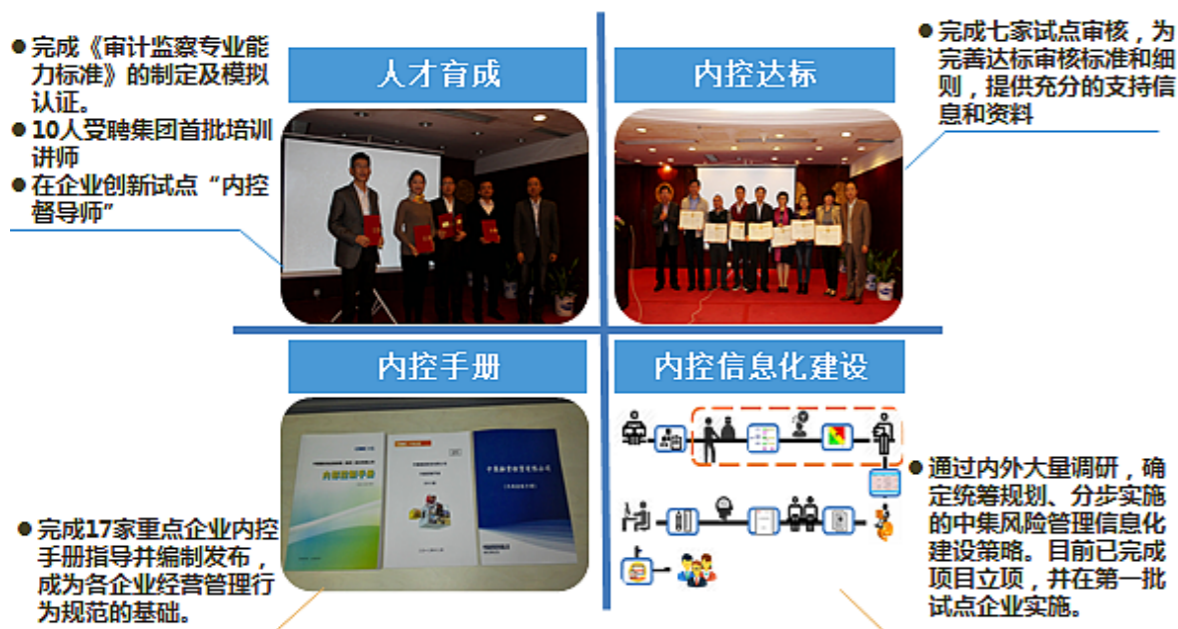 人才育成
● 完成《审计监察专业能
力标准》的制定及模拟
认证。
● 10人受聘集团首批培训
讲师
● 在企业创新试点“内控
督导师”
内控达标
● 完成七家试点审核，为
完善达标审核标准和细
则，提供充分的支持信
息和资料
内控手册
内部控制手册
● 完成17家重点企业内控
手册指导并编制发布，
成为各企业经营管理行
为规范的基础。
内控信息化建设
● 通过内外大量调研，确
定统筹规划、分步实施
的中集风险管理信息化
建设策略。目前已完成
项目立项，并在第一批
试点企业实施。